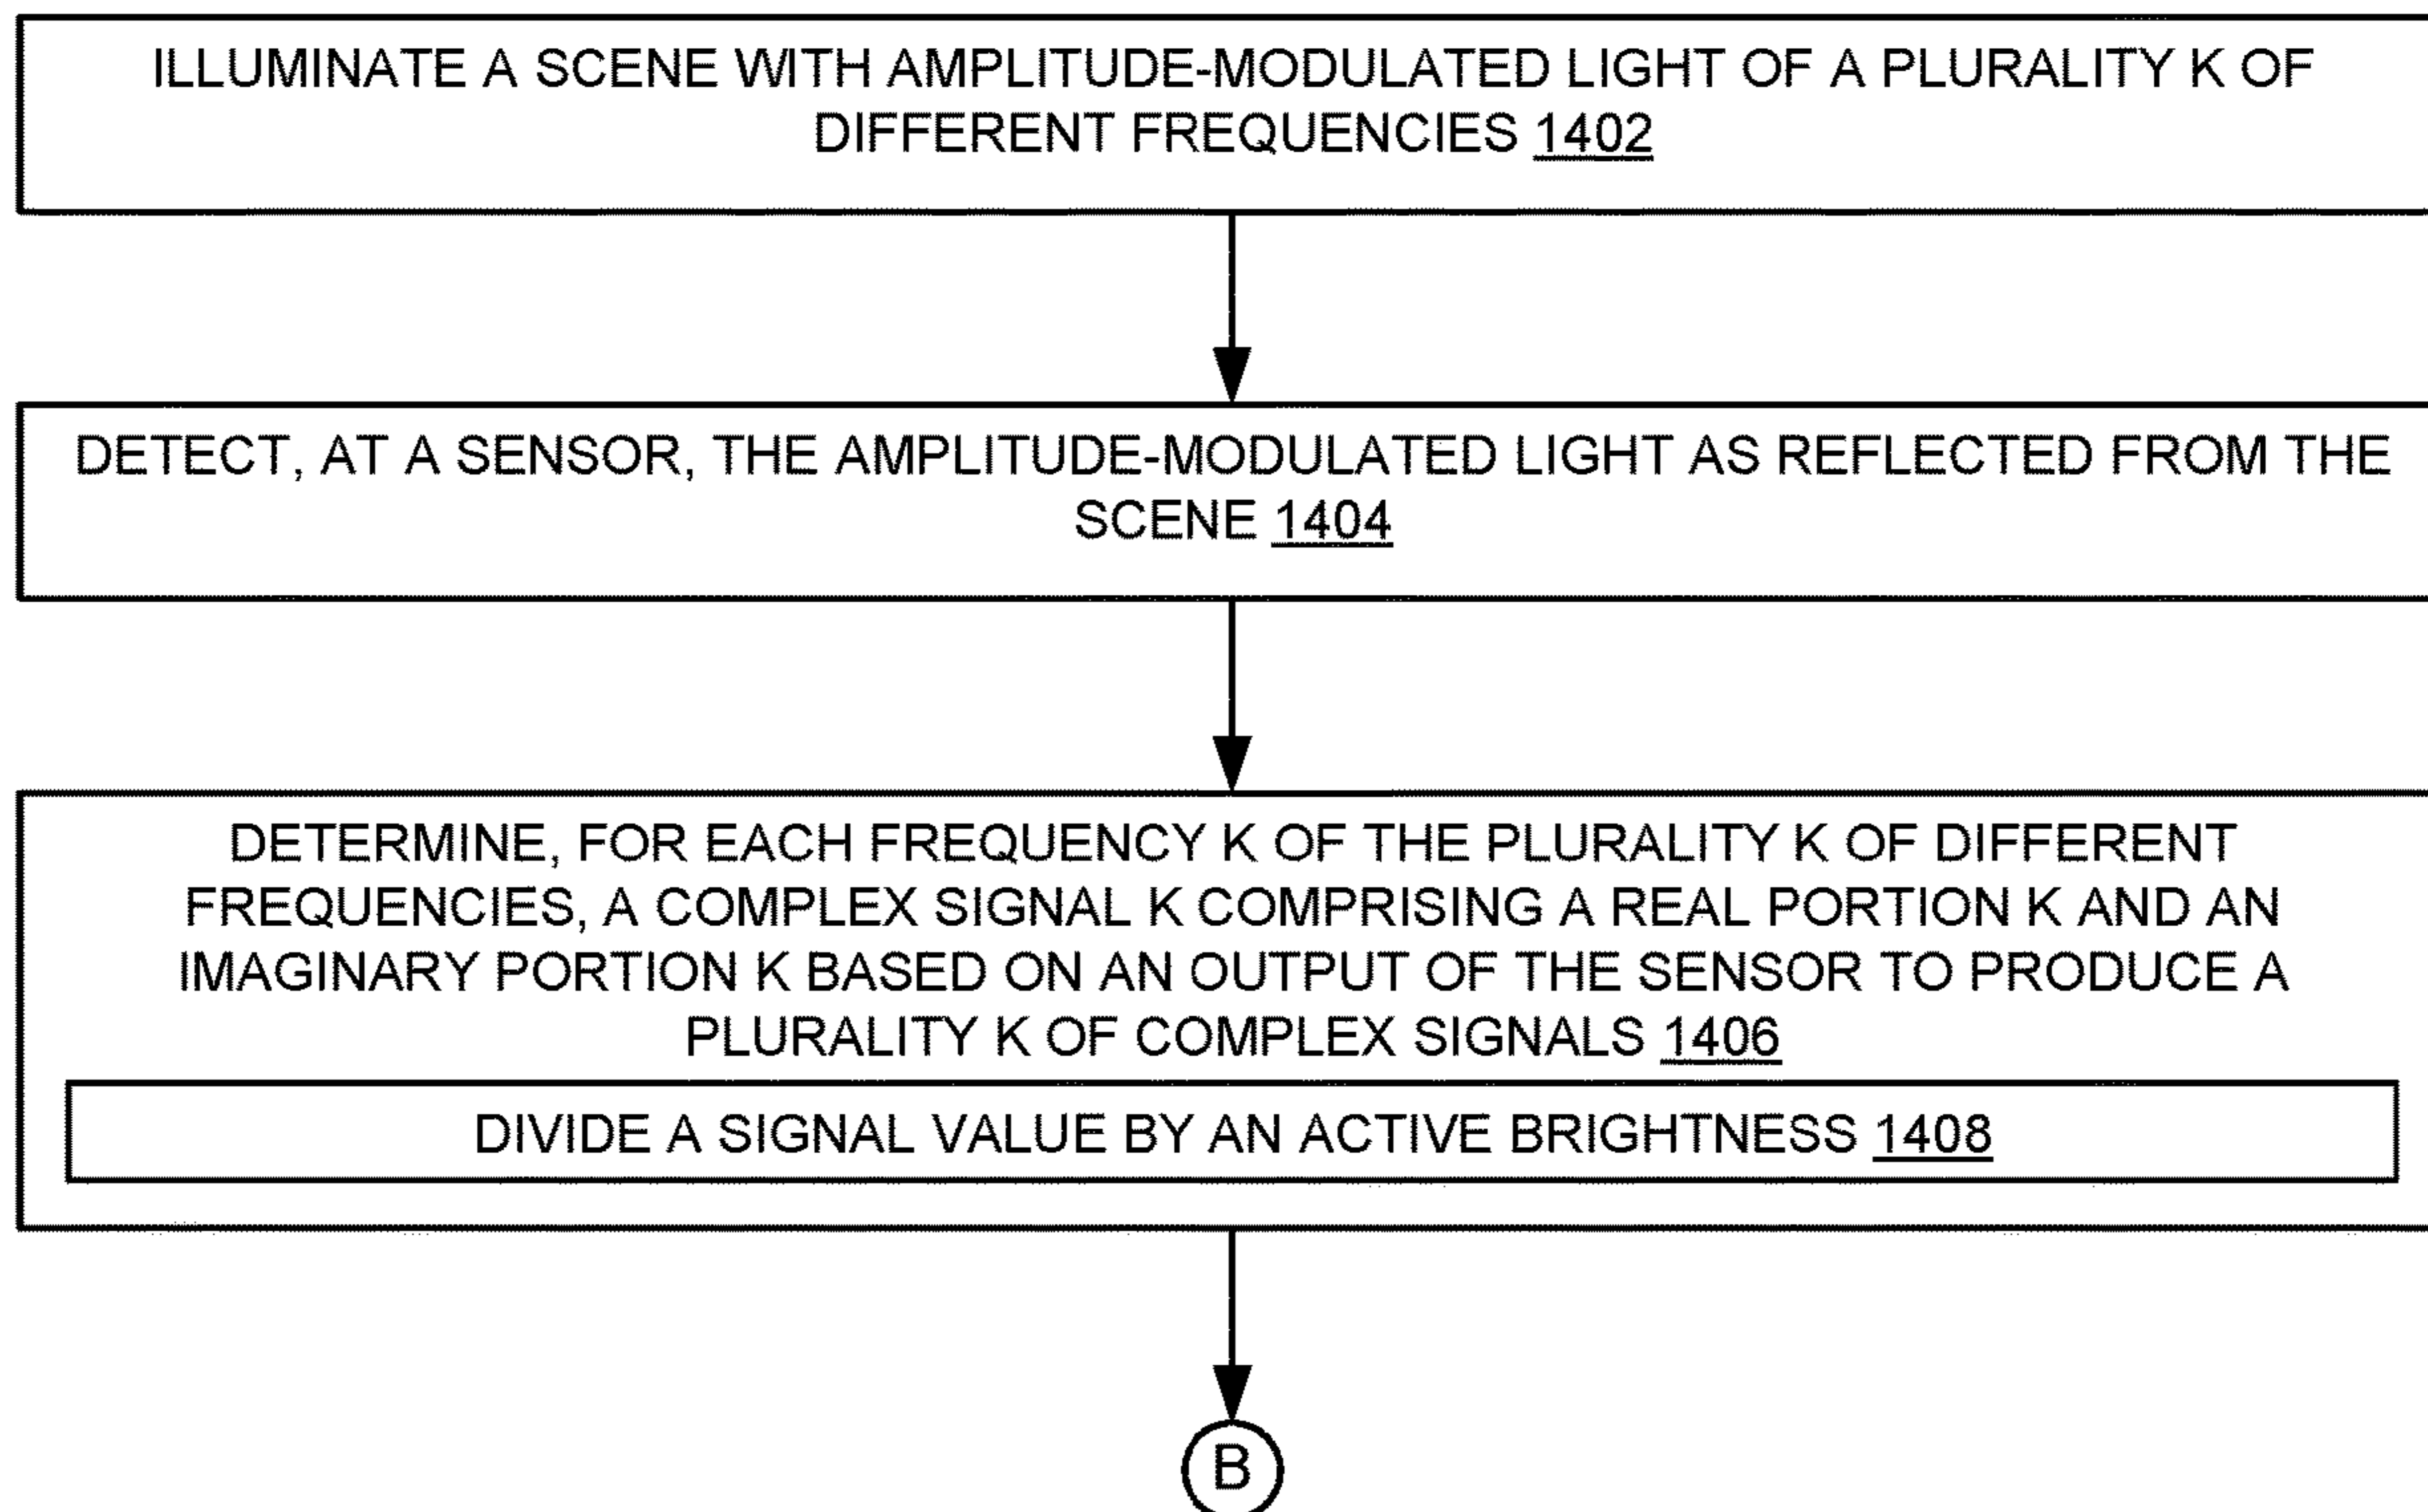 ILLUMINATE A SCENE WITH AMPLITUDE-MODULATED LIGHT OF A PLURALITY K OF
DIFFERENT FREQUENCIES 1402
DETECT, AT A SENSOR, THE AMPLITUDE-MODULATED LIGHT AS REFLECTED FROM THE
SCENE 1404
DETERMINE, FOR EACH FREQUENCY K OF THE PLURALITY K OF DIFFERENT
FREQUENCIES, A COMPLEX SIGNAL K COMPRISING A REAL PORTION K AND AN
IMAGINARY PORTION K BASED ON AN OUTPUT OF THE SENSOR TO PRODUCE A
PLURALITY K OF COMPLEX SIGNALS 1406
DIVIDE A SIGNAL VALUE BY AN ACTIVE BRIGHTNESS 1408
B